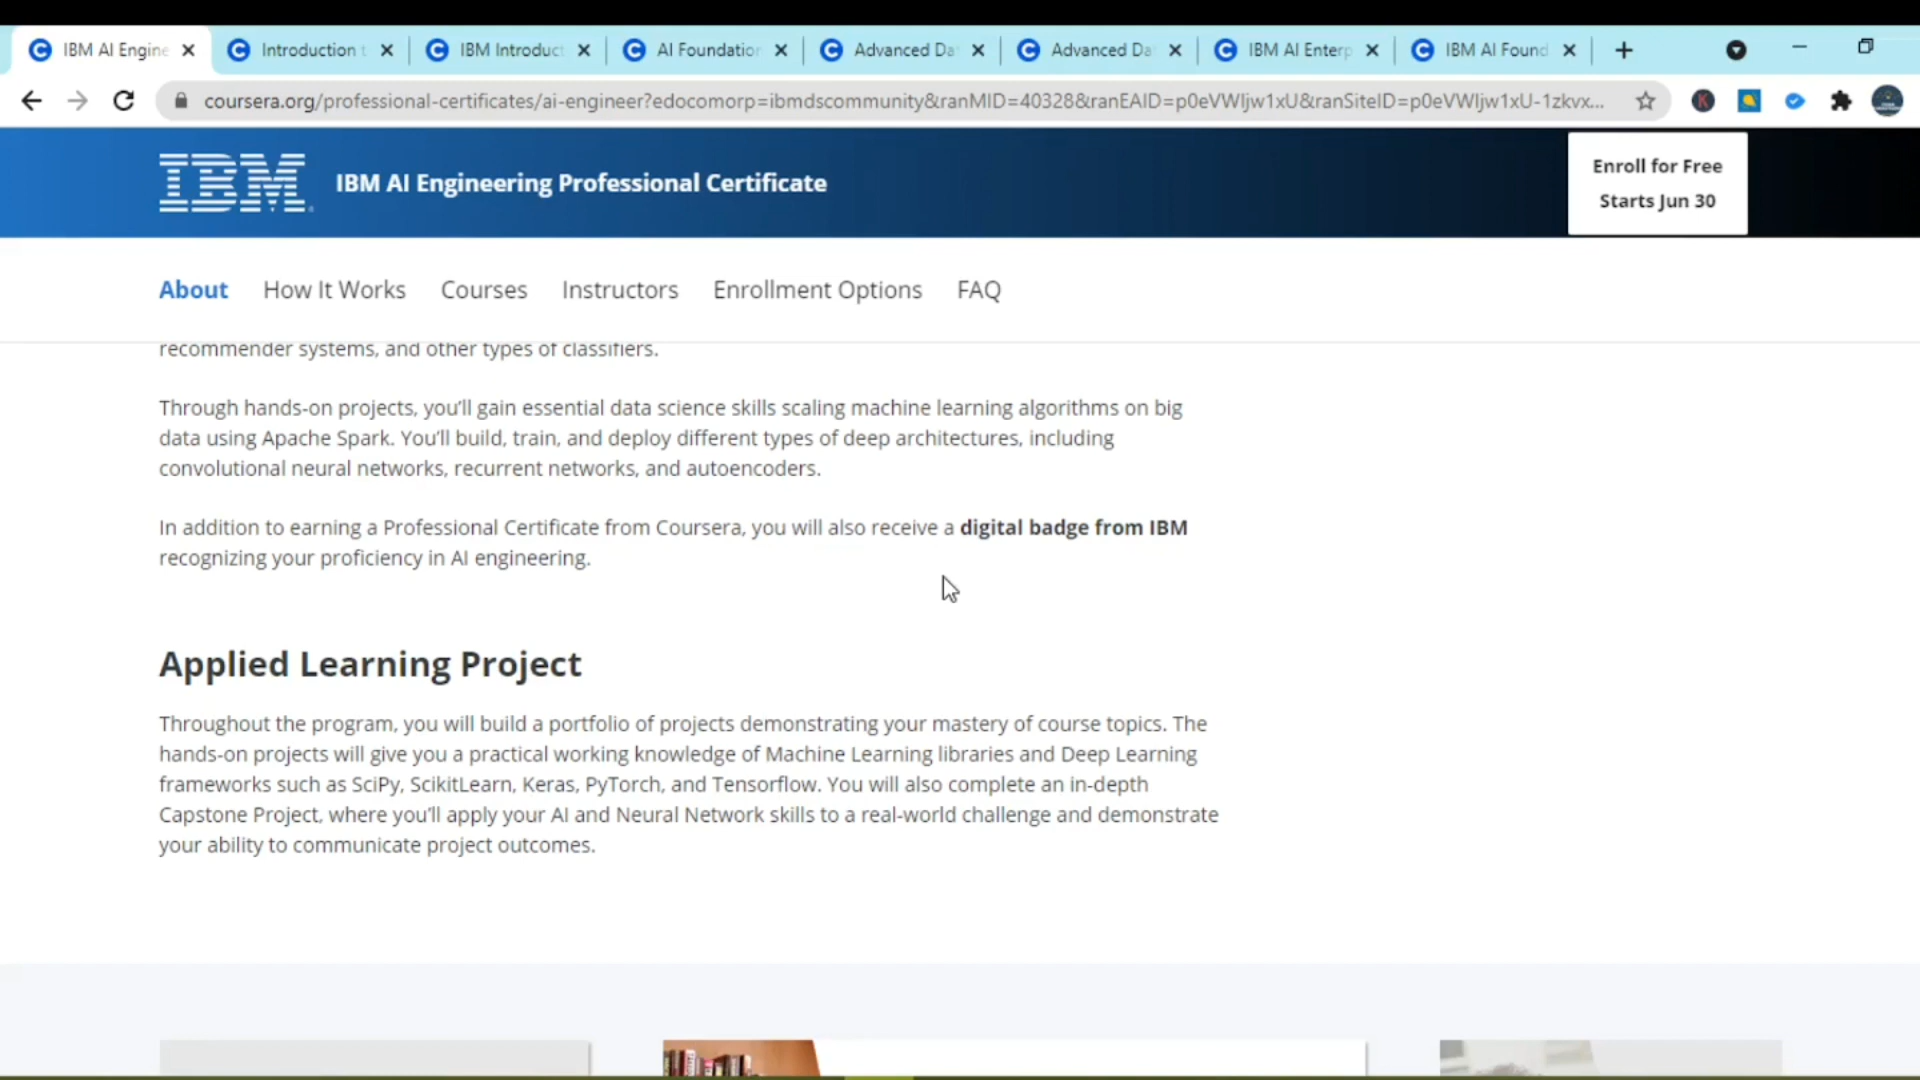 IBM AI Engine
Introduction t
IBM Introduct
AI Foundation
Advanced Da
Advanced Da
IBM AI Enterp
IBM AI Found
coursera.org/professional-certificates/ai-engineer?edocomorp=ibmdscommunity&ranMID=40328&ranEAID=p0eVWIjw1xU&ranSiteID=p0eVWIjw1xU-1zkvx...
IBM
IBM AI Engineering Professional Certificate
Enroll for Free
Starts Jun 30
About How It Works Courses Instructors Enrollment Options FAQ
recommender systems, and other types of classifiers.
Through hands-on projects, you’ll gain essential data science skills scaling machine learning algorithms on big
data using Apache Spark. You’ll build, train, and deploy different types of deep architectures, including
convolutional neural networks, recurrent networks, and autoencoders.
In addition to earning a Professional Certificate from Coursera, you will also receive a digital badge from IBM
recognizing your proficiency in AI engineering.
Applied Learning Project
Throughout the program, you will build a portfolio of projects demonstrating your mastery of course topics. The
hands-on projects will give you a practical working knowledge of Machine Learning libraries and Deep Learning
frameworks such as SciPy, ScikitLearn, Keras, PyTorch, and Tensorflow. You will also complete an in-depth
Capstone Project, where you’ll apply your AI and Neural Network skills to a real-world challenge and demonstrate
your ability to communicate project outcomes.